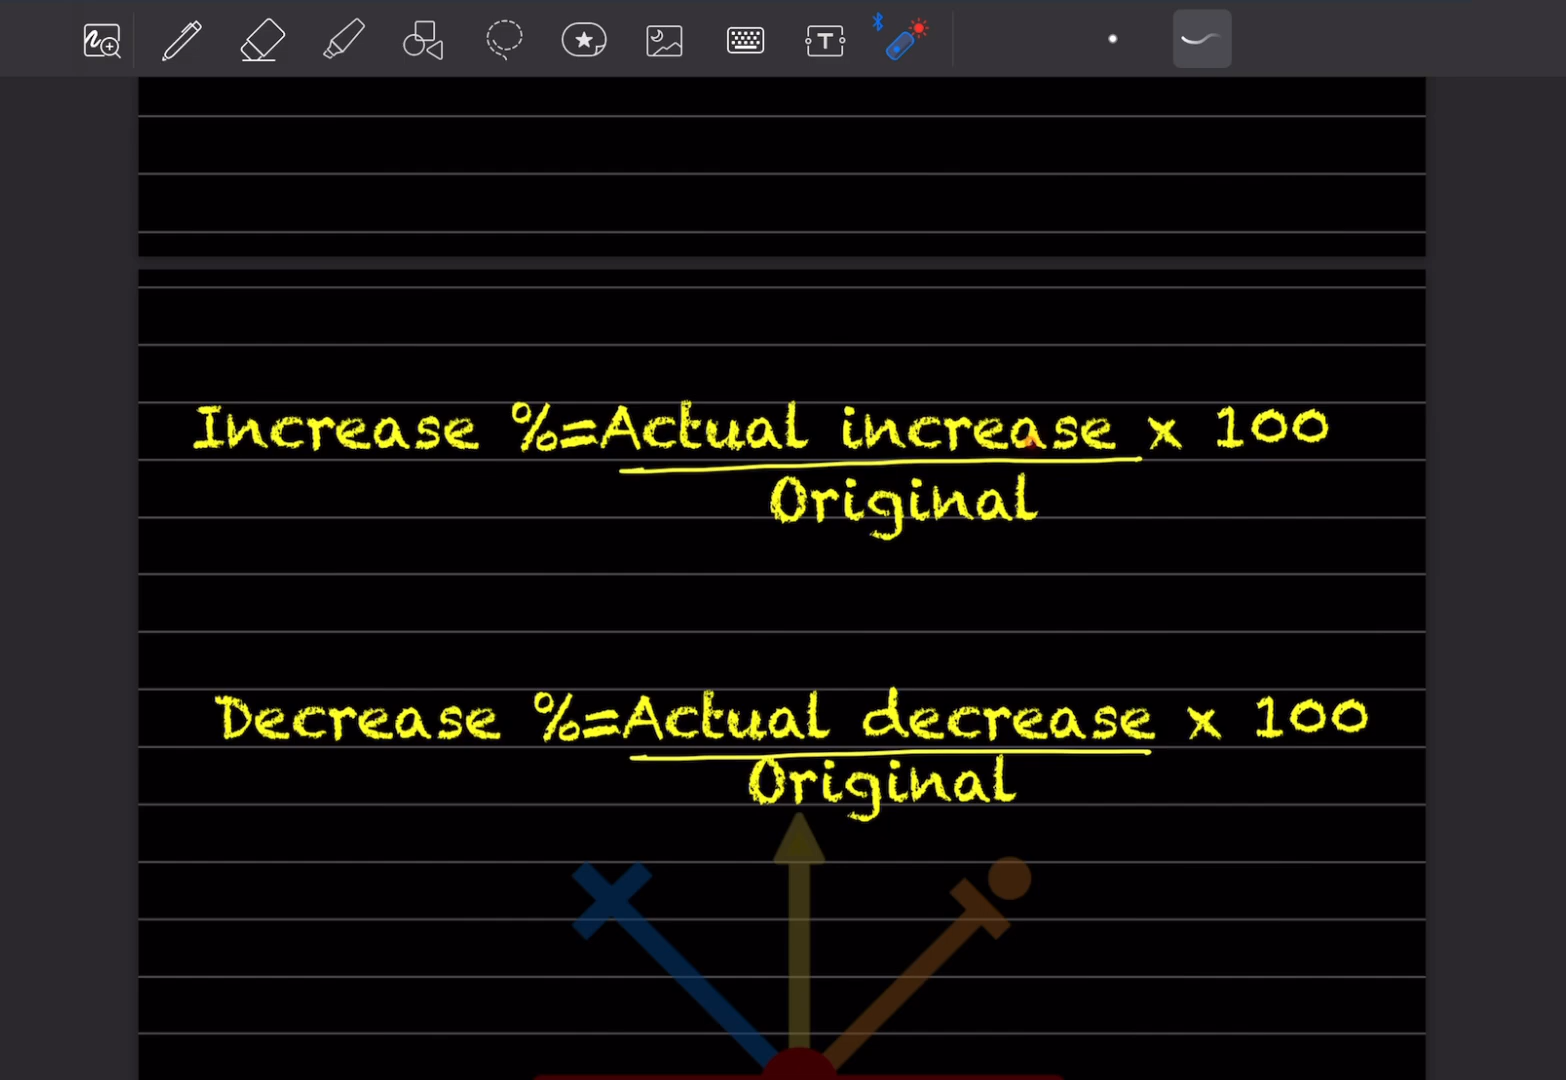 Increase %=Actual increase x 100
Original
Decrease %=Actual decrease x 100
Original